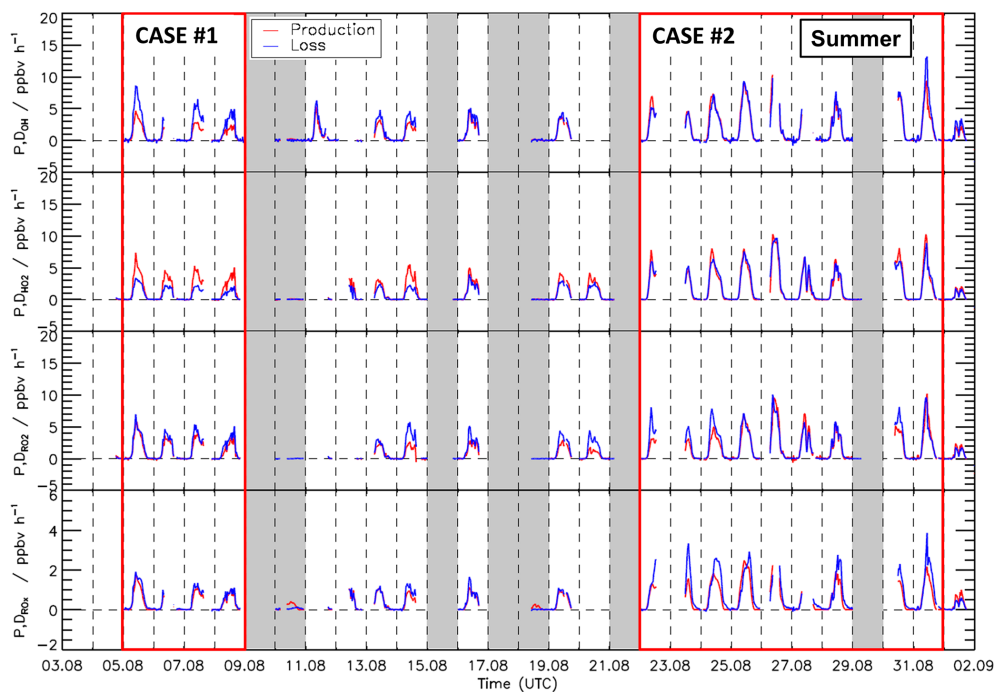 CASE #1
Production
Loss
CASE #2
Summer
P,D_OH / ppbv h⁻¹
20
15
10
5
0
5
P,D_HO2 / ppbv h⁻¹
20
15
10
5
0
-5
P,D_RO2 / ppbv h⁻¹
20
15
10
5
0
-5
P,D_ROx / ppbv h⁻¹
6
4
2
0
-2
03.08 05.08 07.08 09.08 11.08 13.08 15.08 17.08 19.08 21.08 23.08 25.08 27.08 29.08 31.08 02.09
Time (UTC)